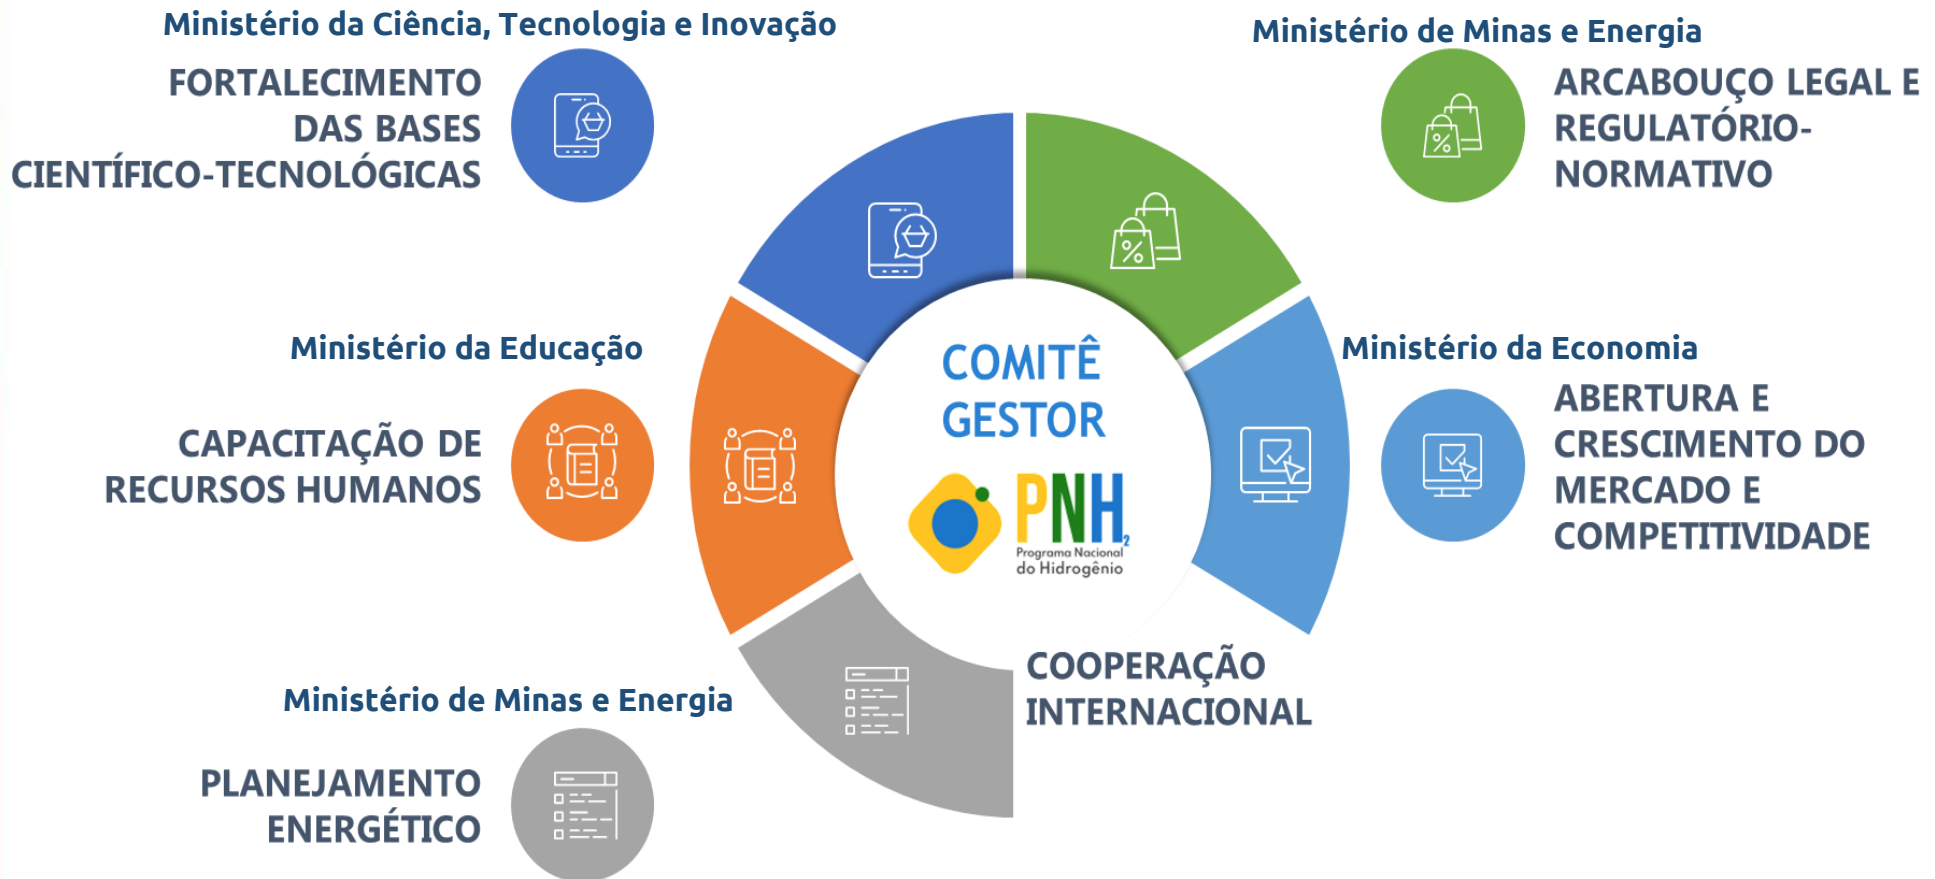 Ministério da Ciência, Tecnologia e Inovação
FORTALECIMENTO
DAS BASES
CIENTÍFICO-TECNOLÓGICAS
Ministério de Minas e Energia
ARCABOUÇO LEGAL E
REGULATÓRIO-
NORMATIVO
%
%
Ministério da Educação
CAPACITAÇÃO DE
RECURSOS HUMANOS
COMITÊ
GESTOR
PNH₂
Programa Nacional
do Hidrogênio
Ministério da Economia
ABERTURA E
CRESCIMENTO DO
MERCADO E
COMPETITIVIDADE
Ministério de Minas e Energia
PLANEJAMENTO
ENERGÉTICO
COOPERAÇÃO
INTERNACIONAL